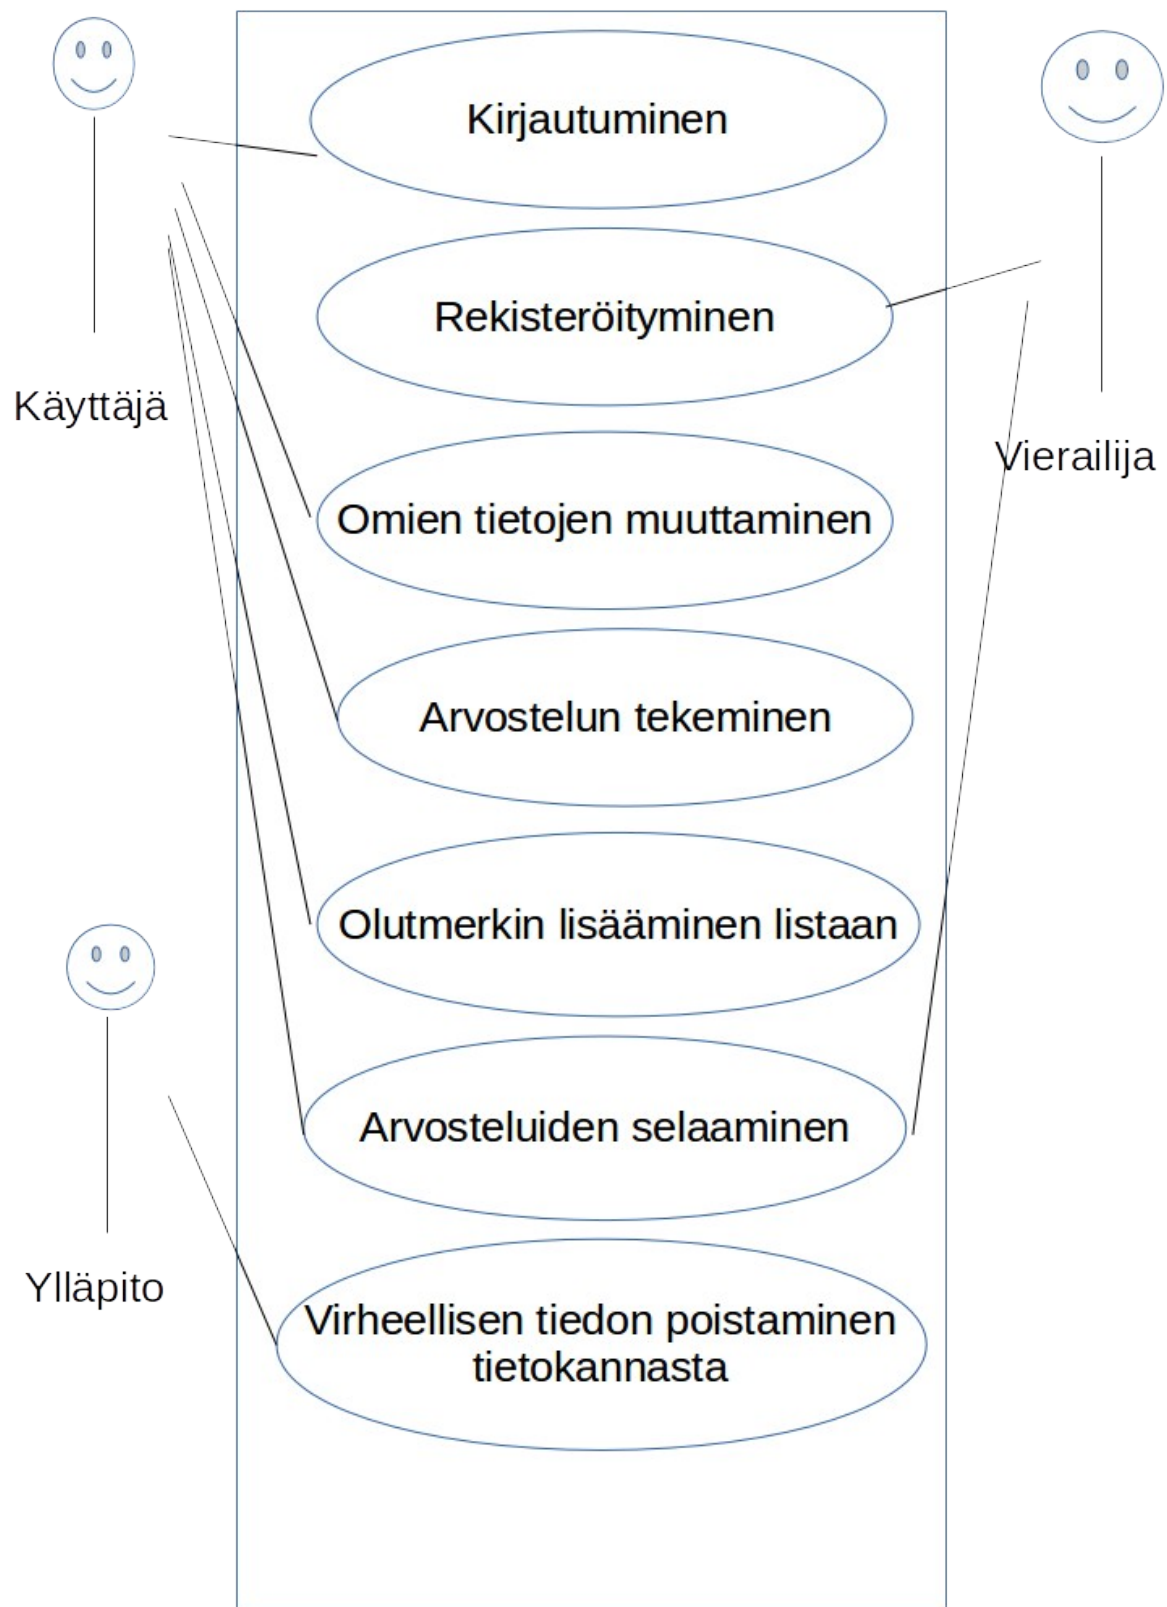 Kirjautuminen
Rekisteröityminen
Käyttäjä
Vierailija
Omien tietojen muuttaminen
Arvostelun tekeminen
Olutmerkin lisääminen listaan
Arvosteluiden selaaminen
Ylläpito
Virheellisen tiedon poistaminen
tietokannasta